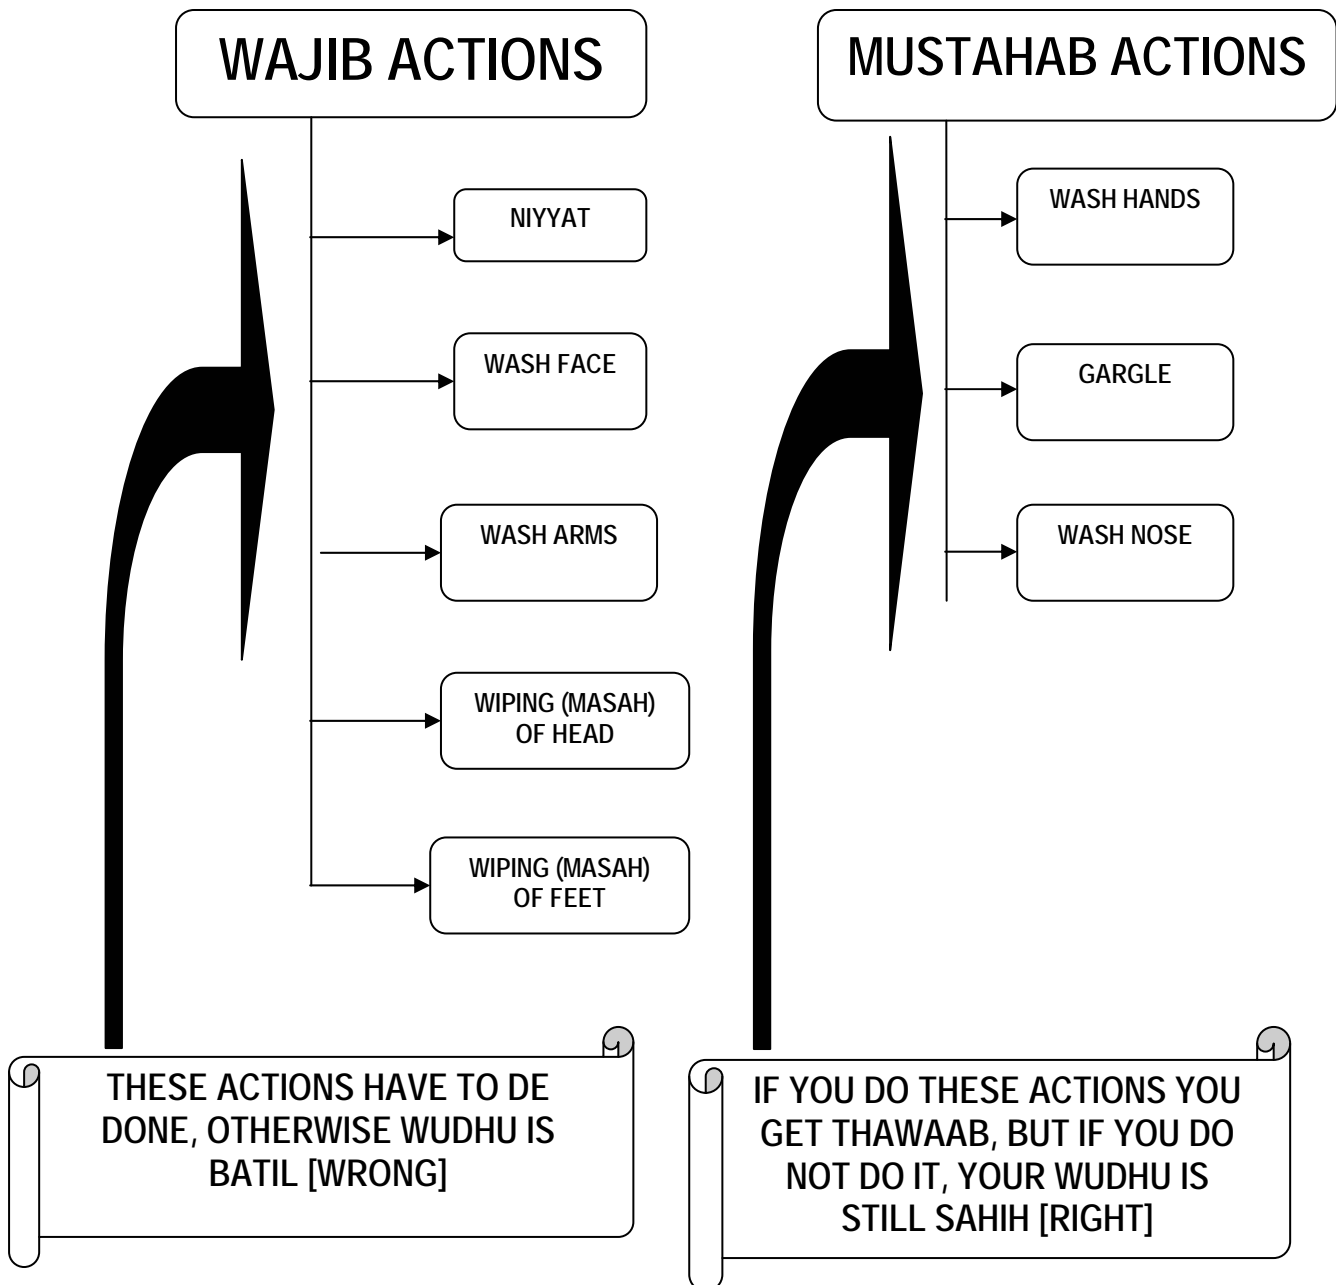 WAJIB ACTIONS
NIYYAT
WASH FACE
WASH ARMS
WIPING (MASAH)
OF HEAD
WIPING (MASAH)
OF FEET
THESE ACTIONS HAVE TO DE
DONE, OTHERWISE WUDHU IS
BATIL [WRONG]
MUSTAHAB ACTIONS
WASH HANDS
GARGLE
WASH NOSE
IF YOU DO THESE ACTIONS YOU
GET THAWAAB, BUT IF YOU DO
NOT DO IT, YOUR WUDHU IS
STILL SAHIH [RIGHT]